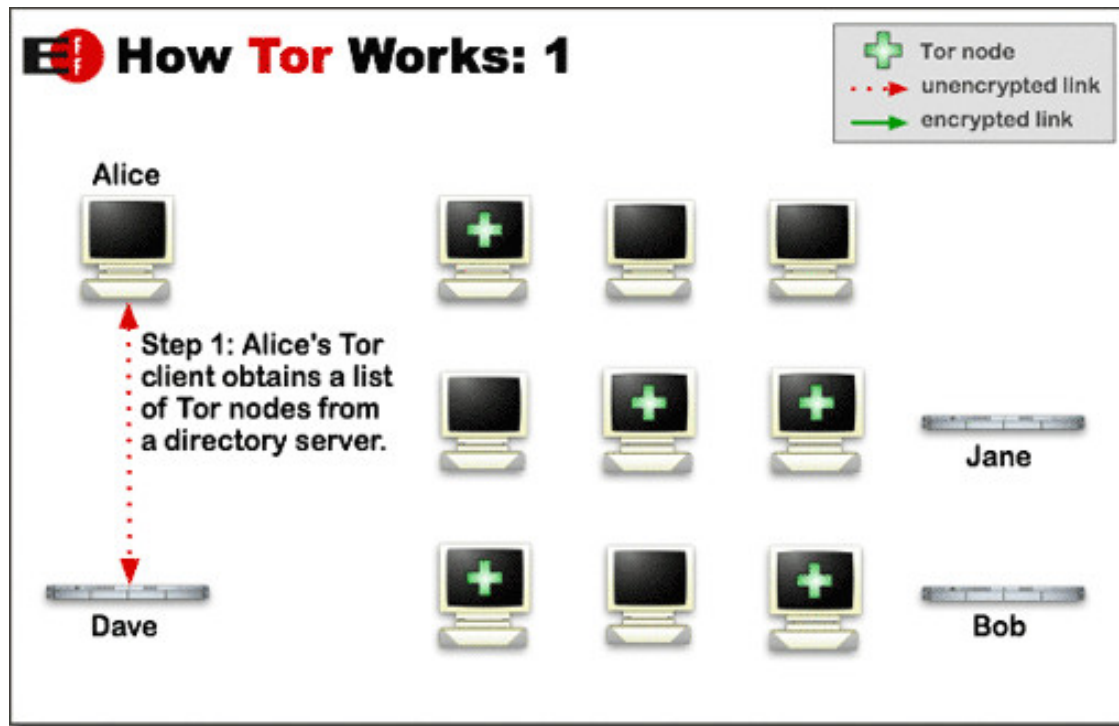 EFF How Tor Works: 1
Tor node
unencrypted link
encrypted link
Alice
Step 1: Alice's Tor
client obtains a list
of Tor nodes from
a directory server.
Jane
Dave
Bob